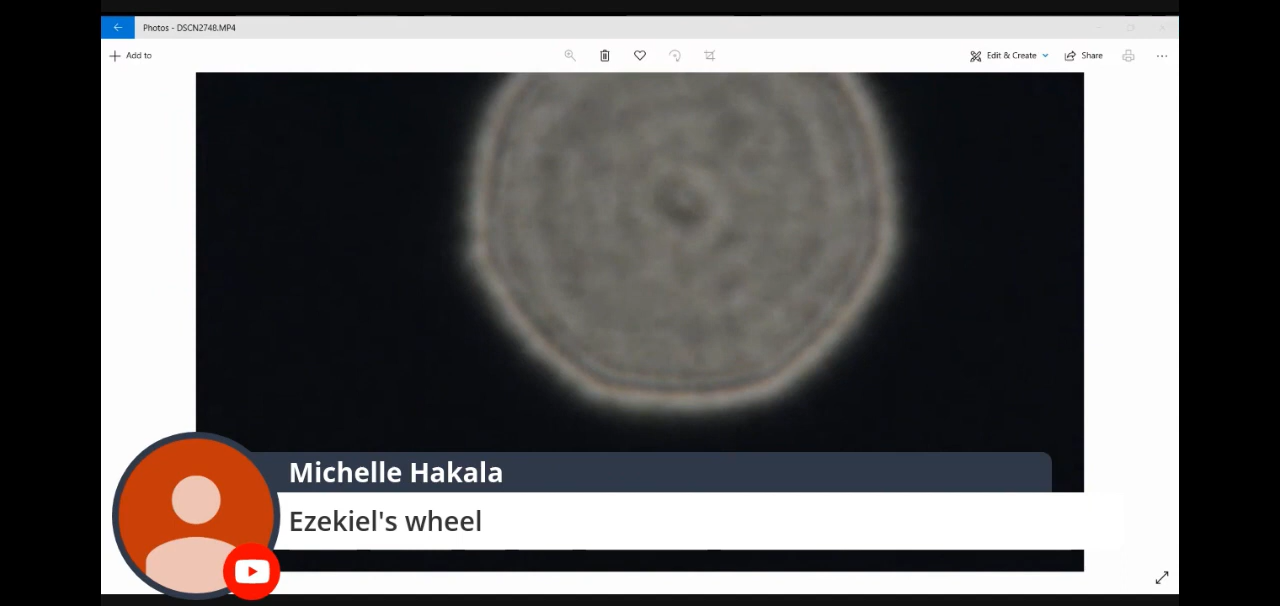 Photos - DSCN2748.MP4
Add to
Edit & Create
Share
Michelle Hakala
Ezekiel's wheel